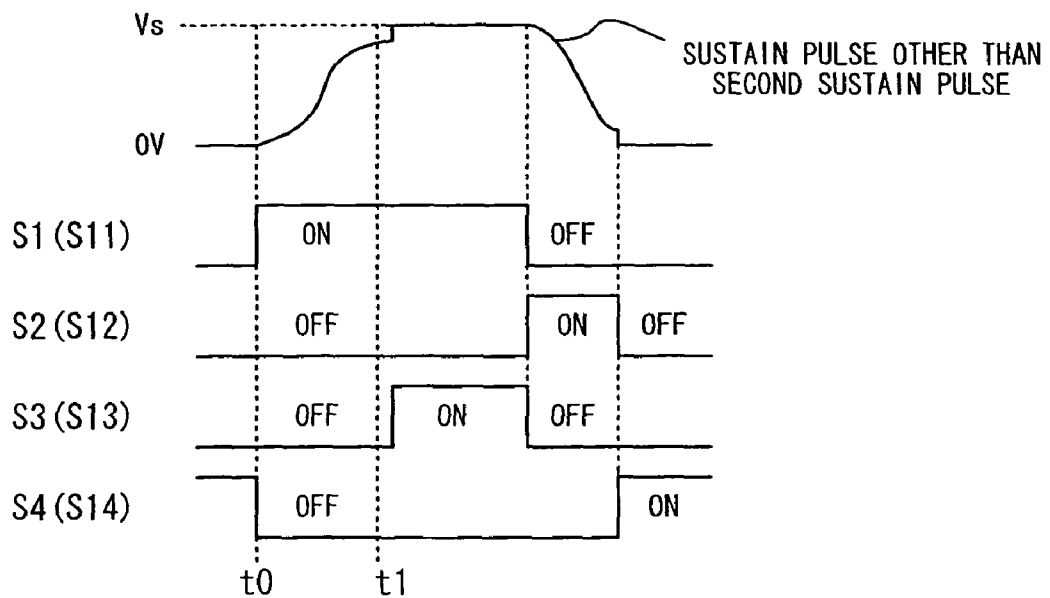 Vs
SUSTAIN PULSE OTHER THAN
SECOND SUSTAIN PULSE
0V
S1(S11) ON OFF
S2(S12) OFF ON OFF
S3(S13) OFF ON OFF
S4(S14) OFF ON
t0 t1